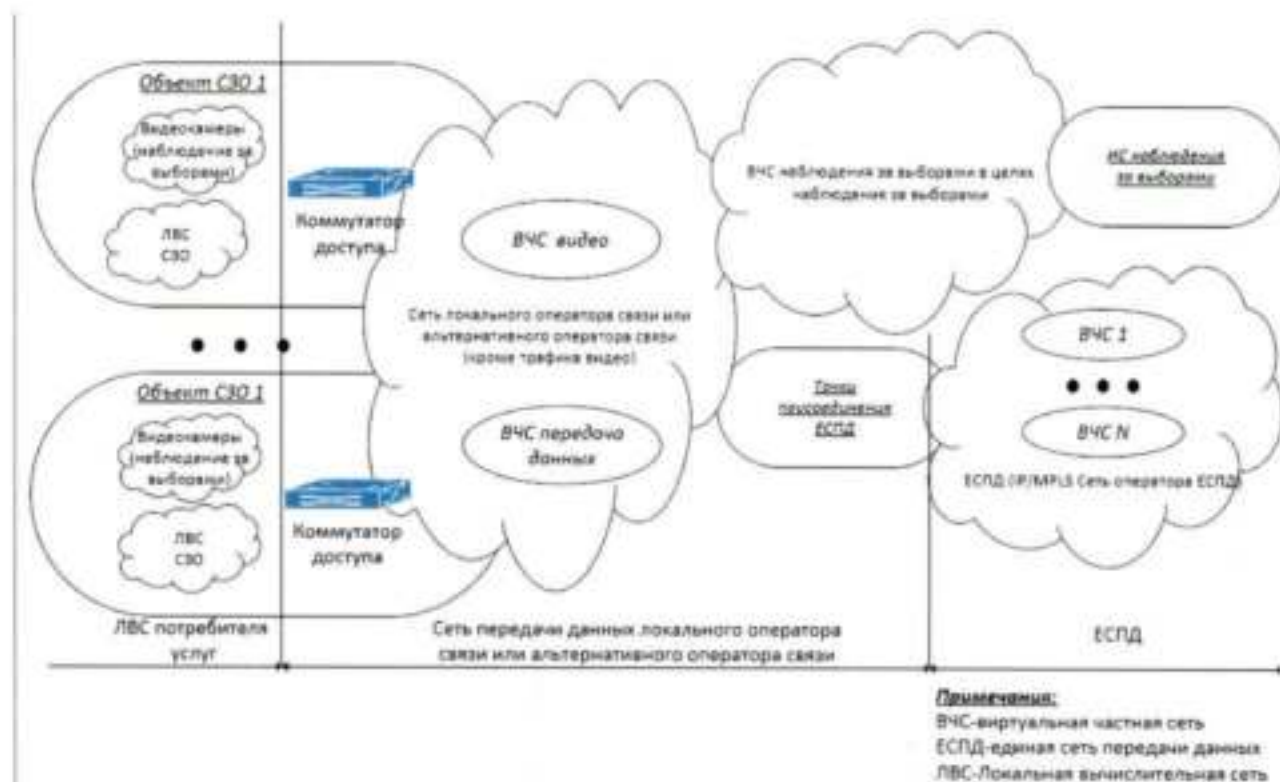 Объект СЗО 1
Видеокамеры
(наблюдение за
выборами)
ЛВС
СЗО
Коммутатор
доступа
Объект СЗО 1
Видеокамеры
(наблюдение за
выборами)
ЛВС
СЗО
Коммутатор
доступа
ВЧС видео
Сеть локального оператора связи или
альтернативного оператора связи
(кроме трафика видео)
ВЧС передача
данных
ВЧС наблюдения за выборами в целях
наблюдения за выборами
ИС наблюдения
за выборами
Точки
присоединения
ЕСПД
ВЧС 1
ВЧС N
ЕСПД (IP/MPLS Сеть оператора ЕСПД)
ЛВС потребителя
услуг
Сеть передачи данных локального оператора
связи или альтернативного оператора связи
ЕСПД
Примечания:
ВЧС-виртуальная частная сеть
ЕСПД-единая сеть передачи данных
ЛВС-Локальная вычислительная сеть